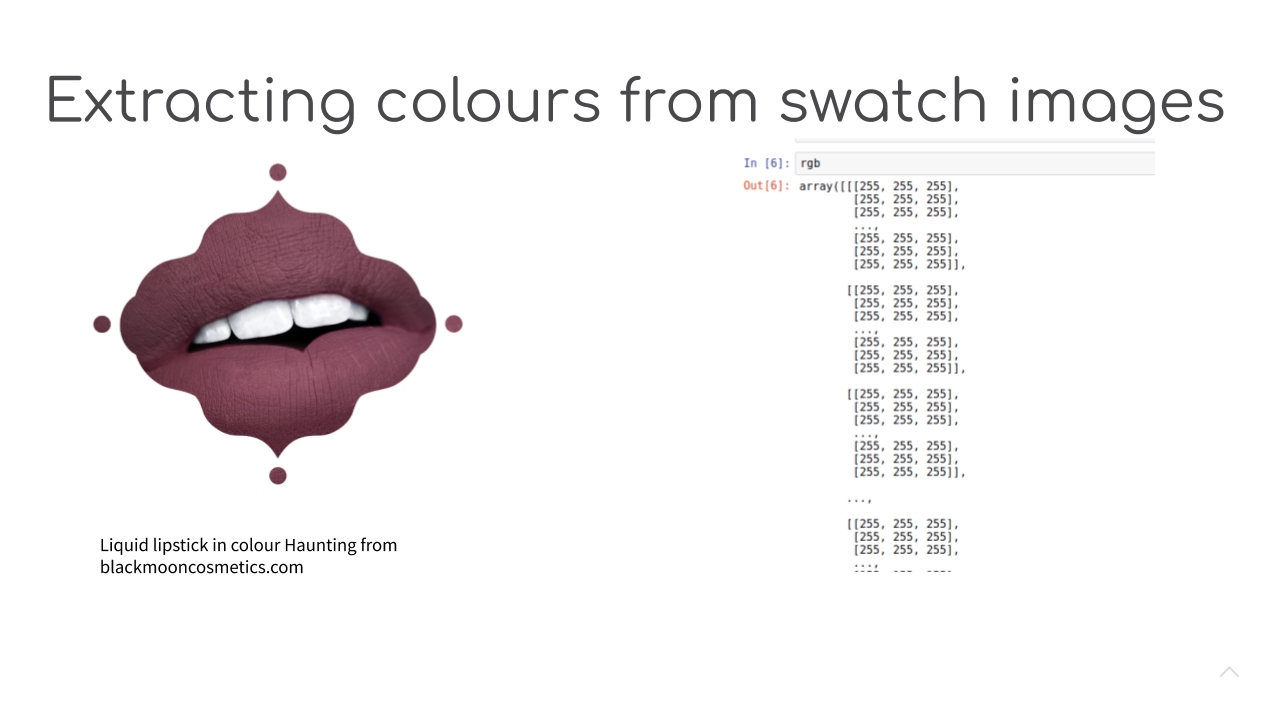 Extracting colours from swatch images
Liquid lipstick in colour Haunting from
blackmooncosmetics.com
In [6]: rgb
Out[6]: array([[[255, 255, 255],
[255, 255, 255],
[255, 255, 255],
...,
[255, 255, 255],
[255, 255, 255],
[255, 255, 255]],
[[255, 255, 255],
[255, 255, 255],
[255, 255, 255],
...,
[255, 255, 255],
[255, 255, 255],
[255, 255, 255]],
[[255, 255, 255],
[255, 255, 255],
[255, 255, 255],
...,
[255, 255, 255],
[255, 255, 255],
[255, 255, 255]],
...,
[[255, 255, 255],
[255, 255, 255],
[255, 255, 255],
...,